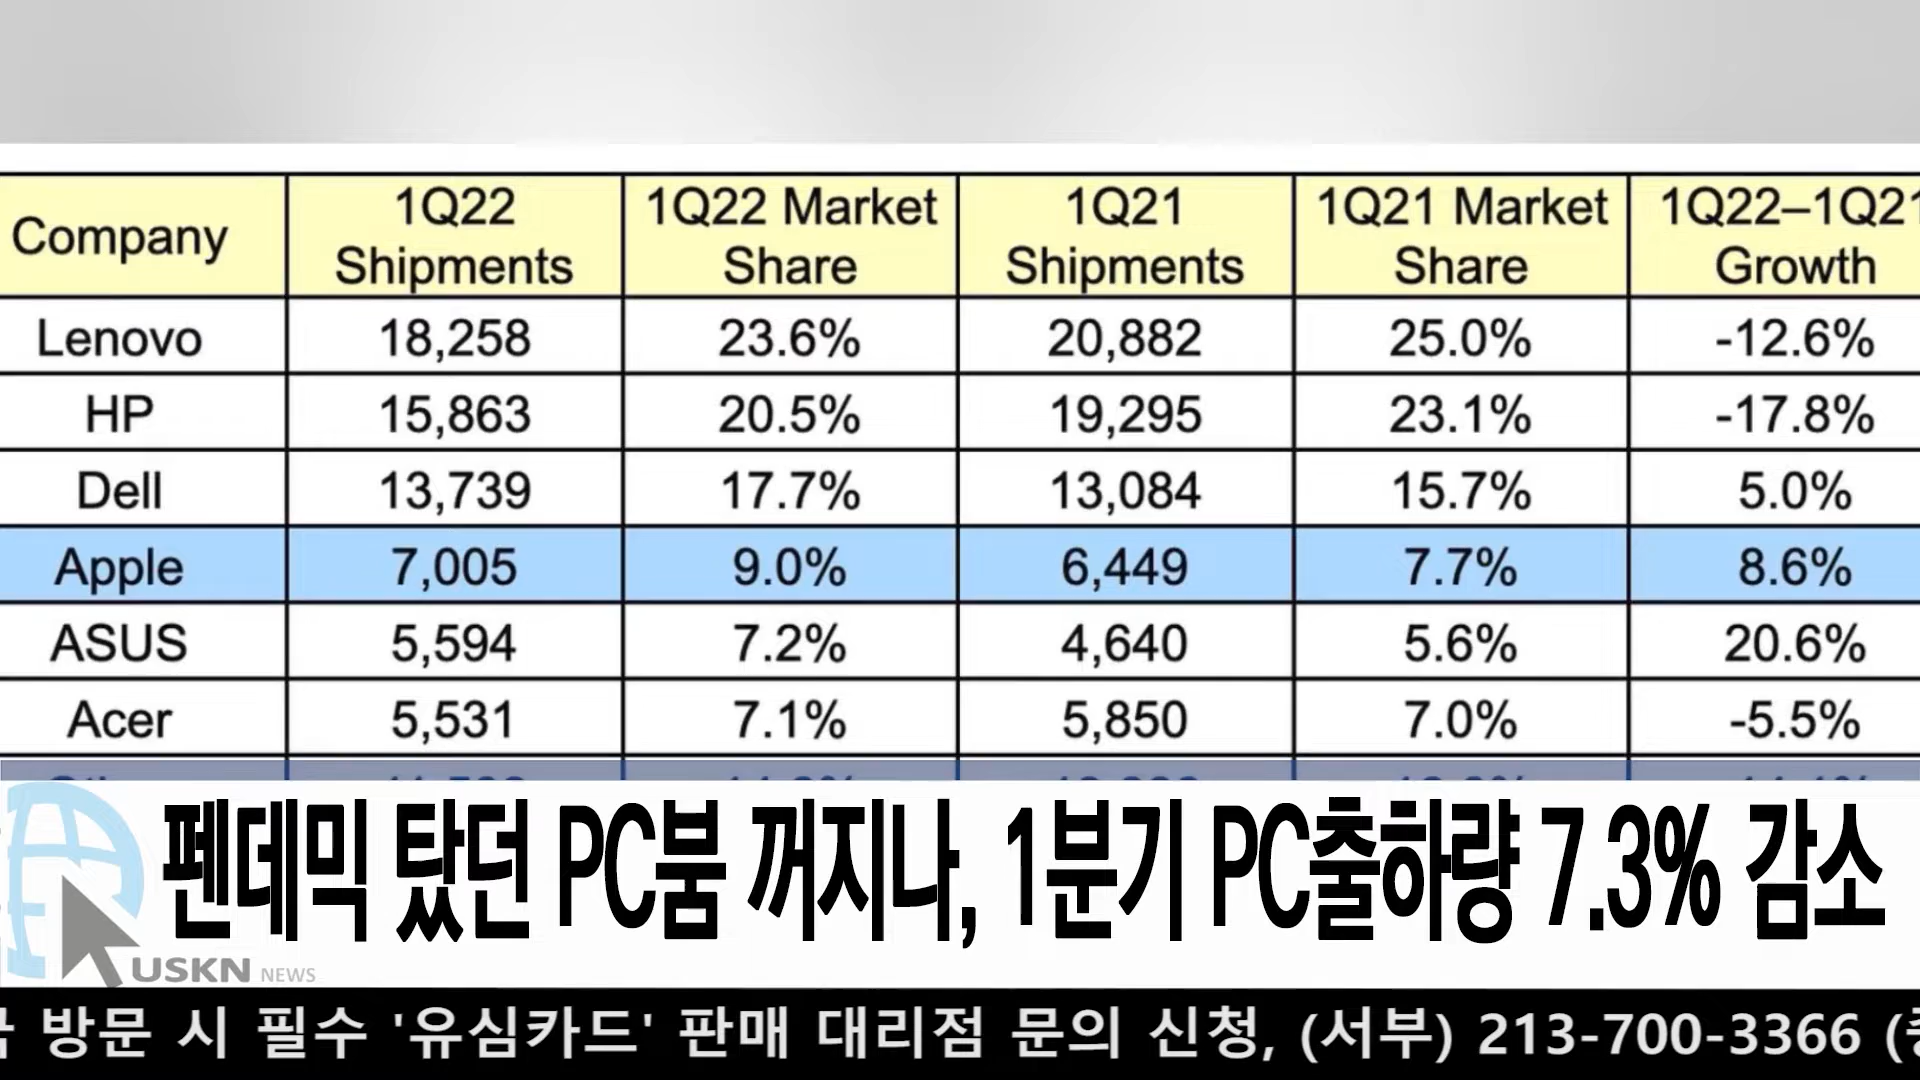 Company 1Q22 Shipments 1Q22 Market Share 1Q21 Shipments 1Q21 Market Share 1Q22–1Q21 Growth
Lenovo 18,258 23.6% 20,882 25.0% -12.6%
HP 15,863 20.5% 19,295 23.1% -17.8%
Dell 13,739 17.7% 13,084 15.7% 5.0%
Apple 7,005 9.0% 6,449 7.7% 8.6%
ASUS 5,594 7.2% 4,640 5.6% 20.6%
Acer 5,531 7.1% 5,850 7.0% -5.5%
펜데믹 탔던 PC붐 꺼지나, 1분기 PC출하량 7.3% 감소
USKN NEWS
방문 시 필수 '유심카드' 판매 대리점 문의 신청, (서부) 213-700-3366